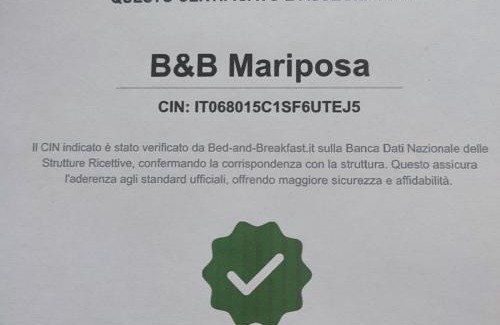 B&B Mariposa
CIN: IT068015C1SF6UTEJ5
Il CIN indicato è stato verificato da Bed-and-Breakfast.it sulla Banca Dati Nazionale delle
Strutture Ricettive, confermando la corrispondenza con la struttura. Questo assicura
l'aderenza agli standard ufficiali, offrendo maggiore sicurezza e affidabilità.